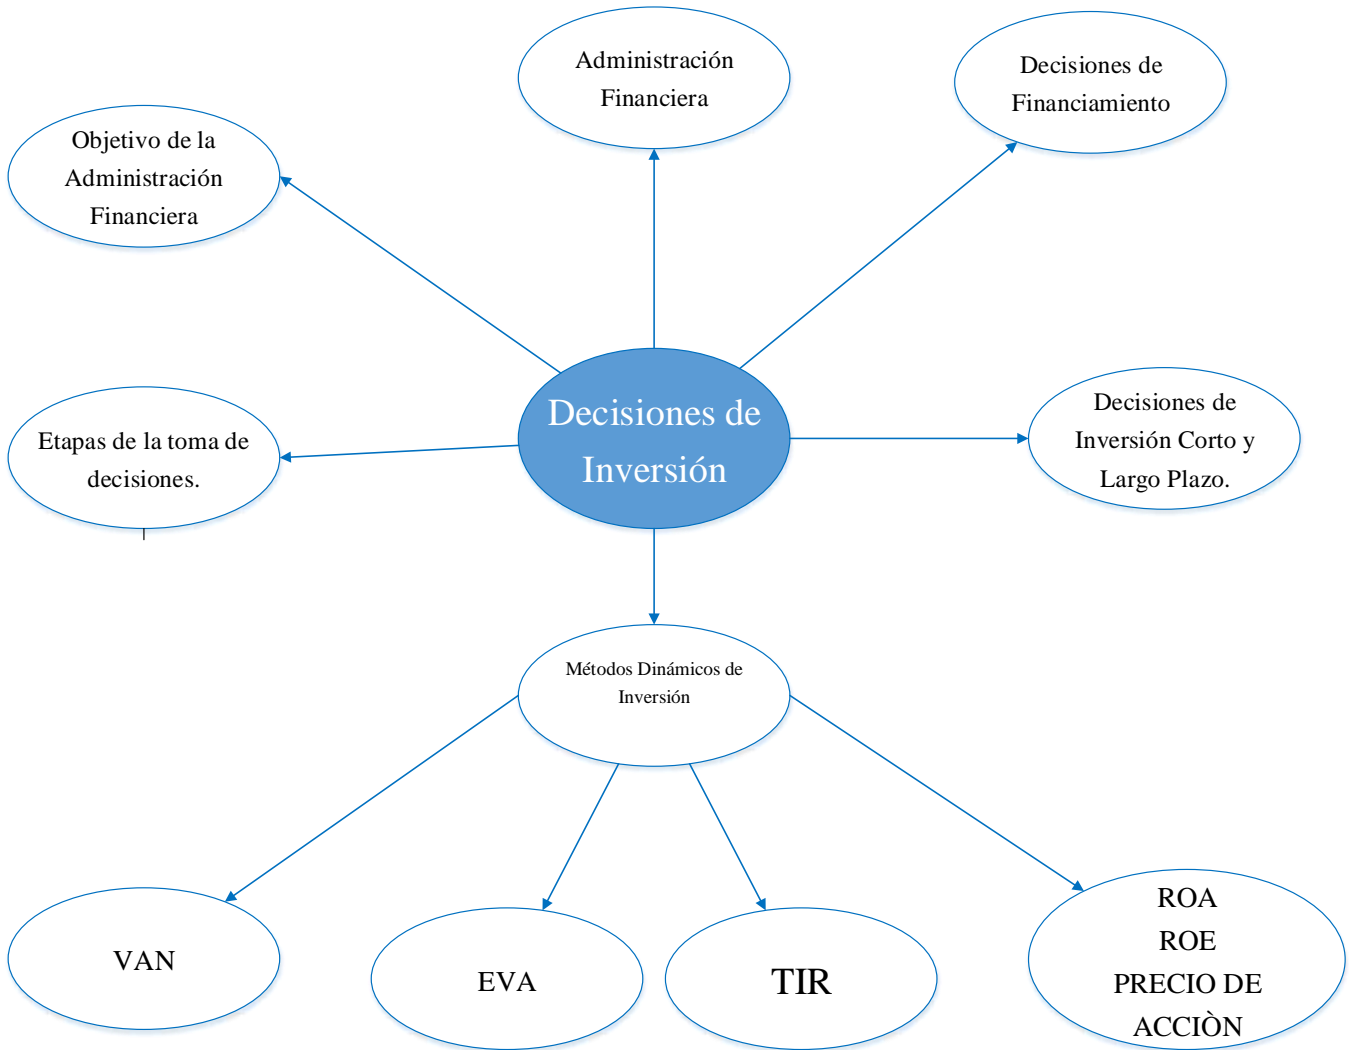 Administración
Financiera
Decisiones de
Financiamiento
Objetivo de la
Administración
Financiera
Decisiones de
Inversión
Decisiones de
Inversión Corto y
Largo Plazo.
Etapas de la toma de
decisiones.
Métodos Dinámicos de
Inversión
VAN
EVA
TIR
ROA
ROE
PRECIO DE
ACCIÒN